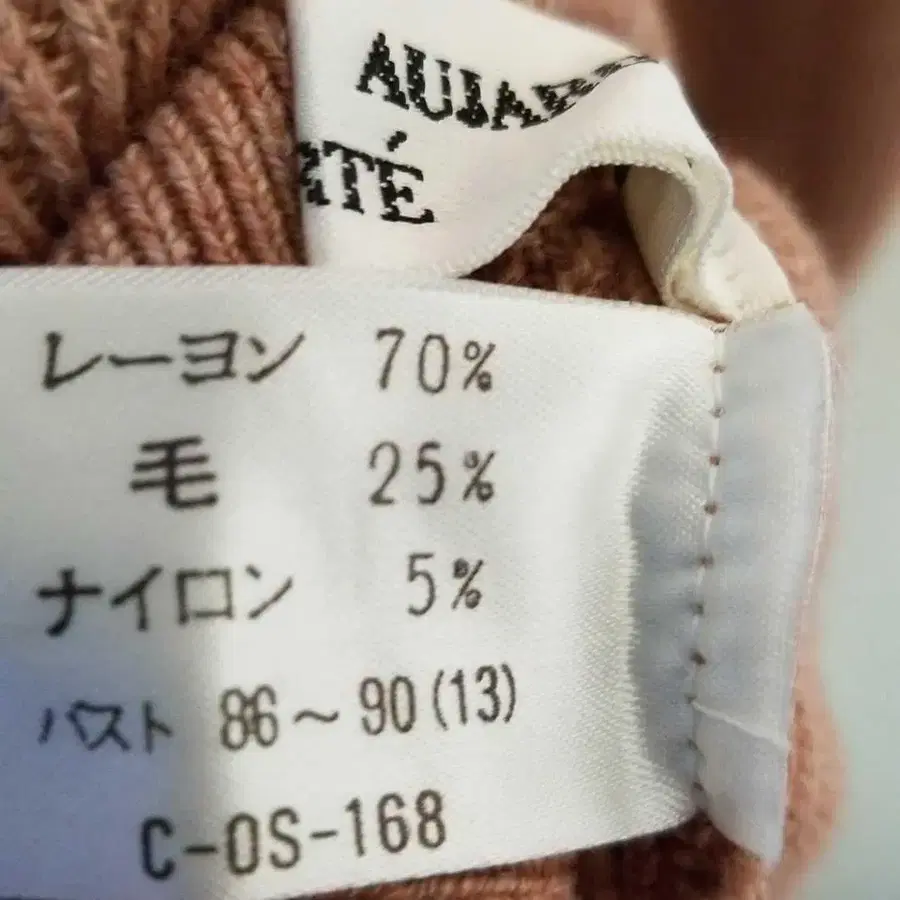 レーヨン 70%
毛 25%
ナイロン 5%
バスト 86~90(13)
C-OS-168